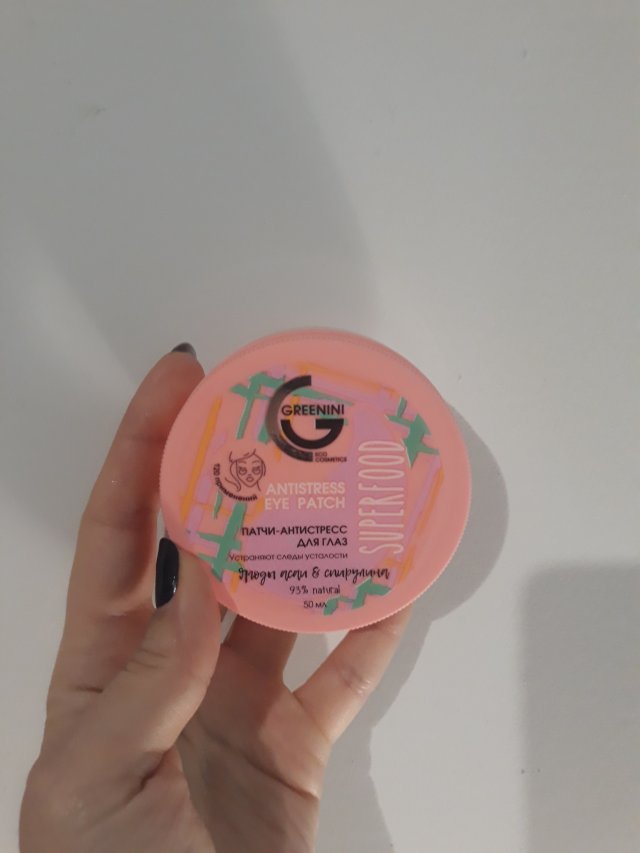 GREENINI
ECO
COSMETICS
120 применений
ANTISTRESS
EYE PATCH
SUPERFOOD
ПАТЧИ-АНТИСТРЕСС
ДЛЯ ГЛАЗ
Устраняют следы усталости
Ягоды асаи & спирулина
93% natural
50 мл